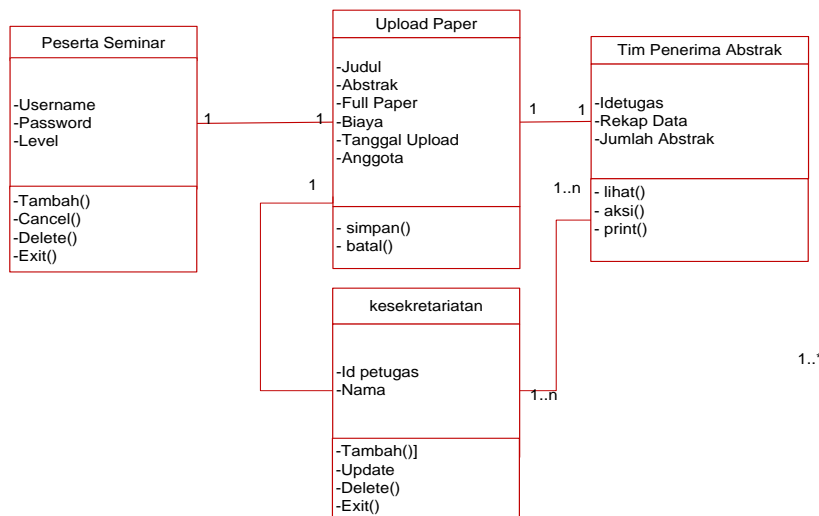 Peserta Seminar
-Username
-Password
-Level
-Tambah()
-Cancel()
-Delete()
-Exit()
1
1
Upload Paper
-Judul
-Abstrak
-Full Paper
-Biaya
-Tanggal Upload
-Anggota
- simpan()
- batal()
1
1
1
Tim Penerima Abstrak
-Idetugas
-Rekap Data
-Jumlah Abstrak
- lihat()
- aksi()
- print()
1..n
kesekretariatan
-Id petugas
-Nama
-Tambah()]
-Update
-Delete()
-Exit()
1..n
1..*